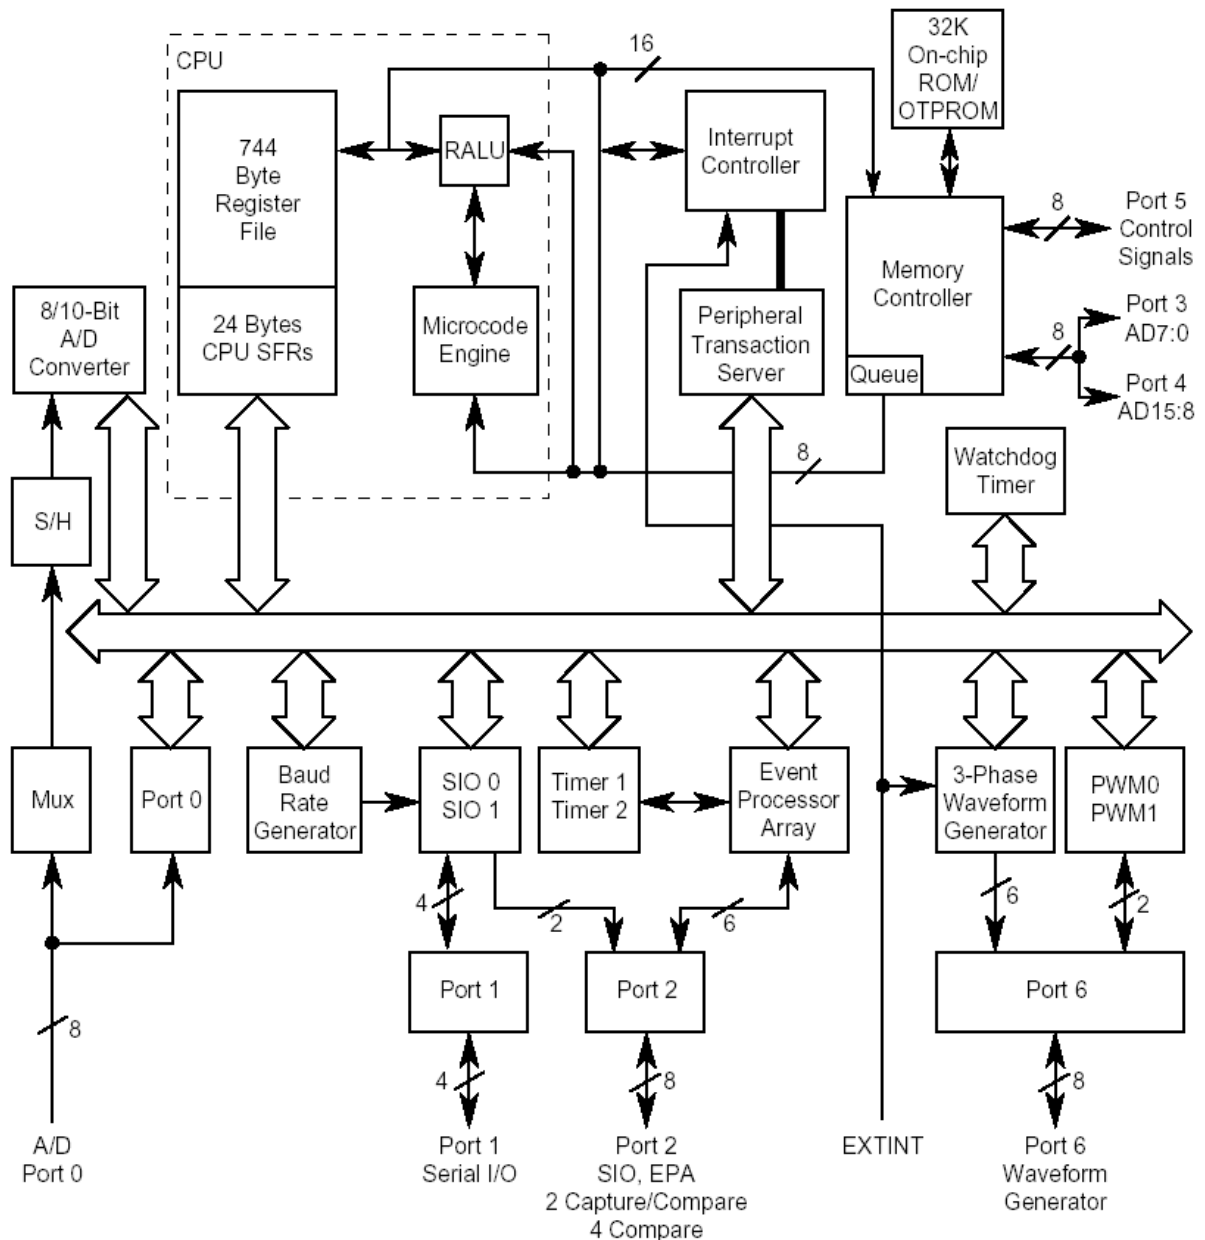 CPU
16
32K
On-chip
ROM/
OTPROM
744
Byte
Register
File
RALU
Interrupt
Controller
8
Port 5
Control
Signals
Memory
Controller
8/10-Bit
A/D
Converter
24 Bytes
CPU SFRs
Microcode
Engine
Peripheral
Transaction
Server
Queue
8
Port 3
AD7:0
Port 4
AD15:8
8
Watchdog
Timer
S/H
Mux
Port 0
Baud
Rate
Generator
SIO 0
SIO 1
Timer 1
Timer 2
Event
Processor
Array
3-Phase
Waveform
Generator
PWM0
PWM1
4
2
6
6
2
Port 1
Port 2
Port 6
8
4
8
8
A/D
Port 0
Port 1
Serial I/O
Port 2
SIO, EPA
2 Capture/Compare
4 Compare
EXTINT
Port 6
Waveform
Generator